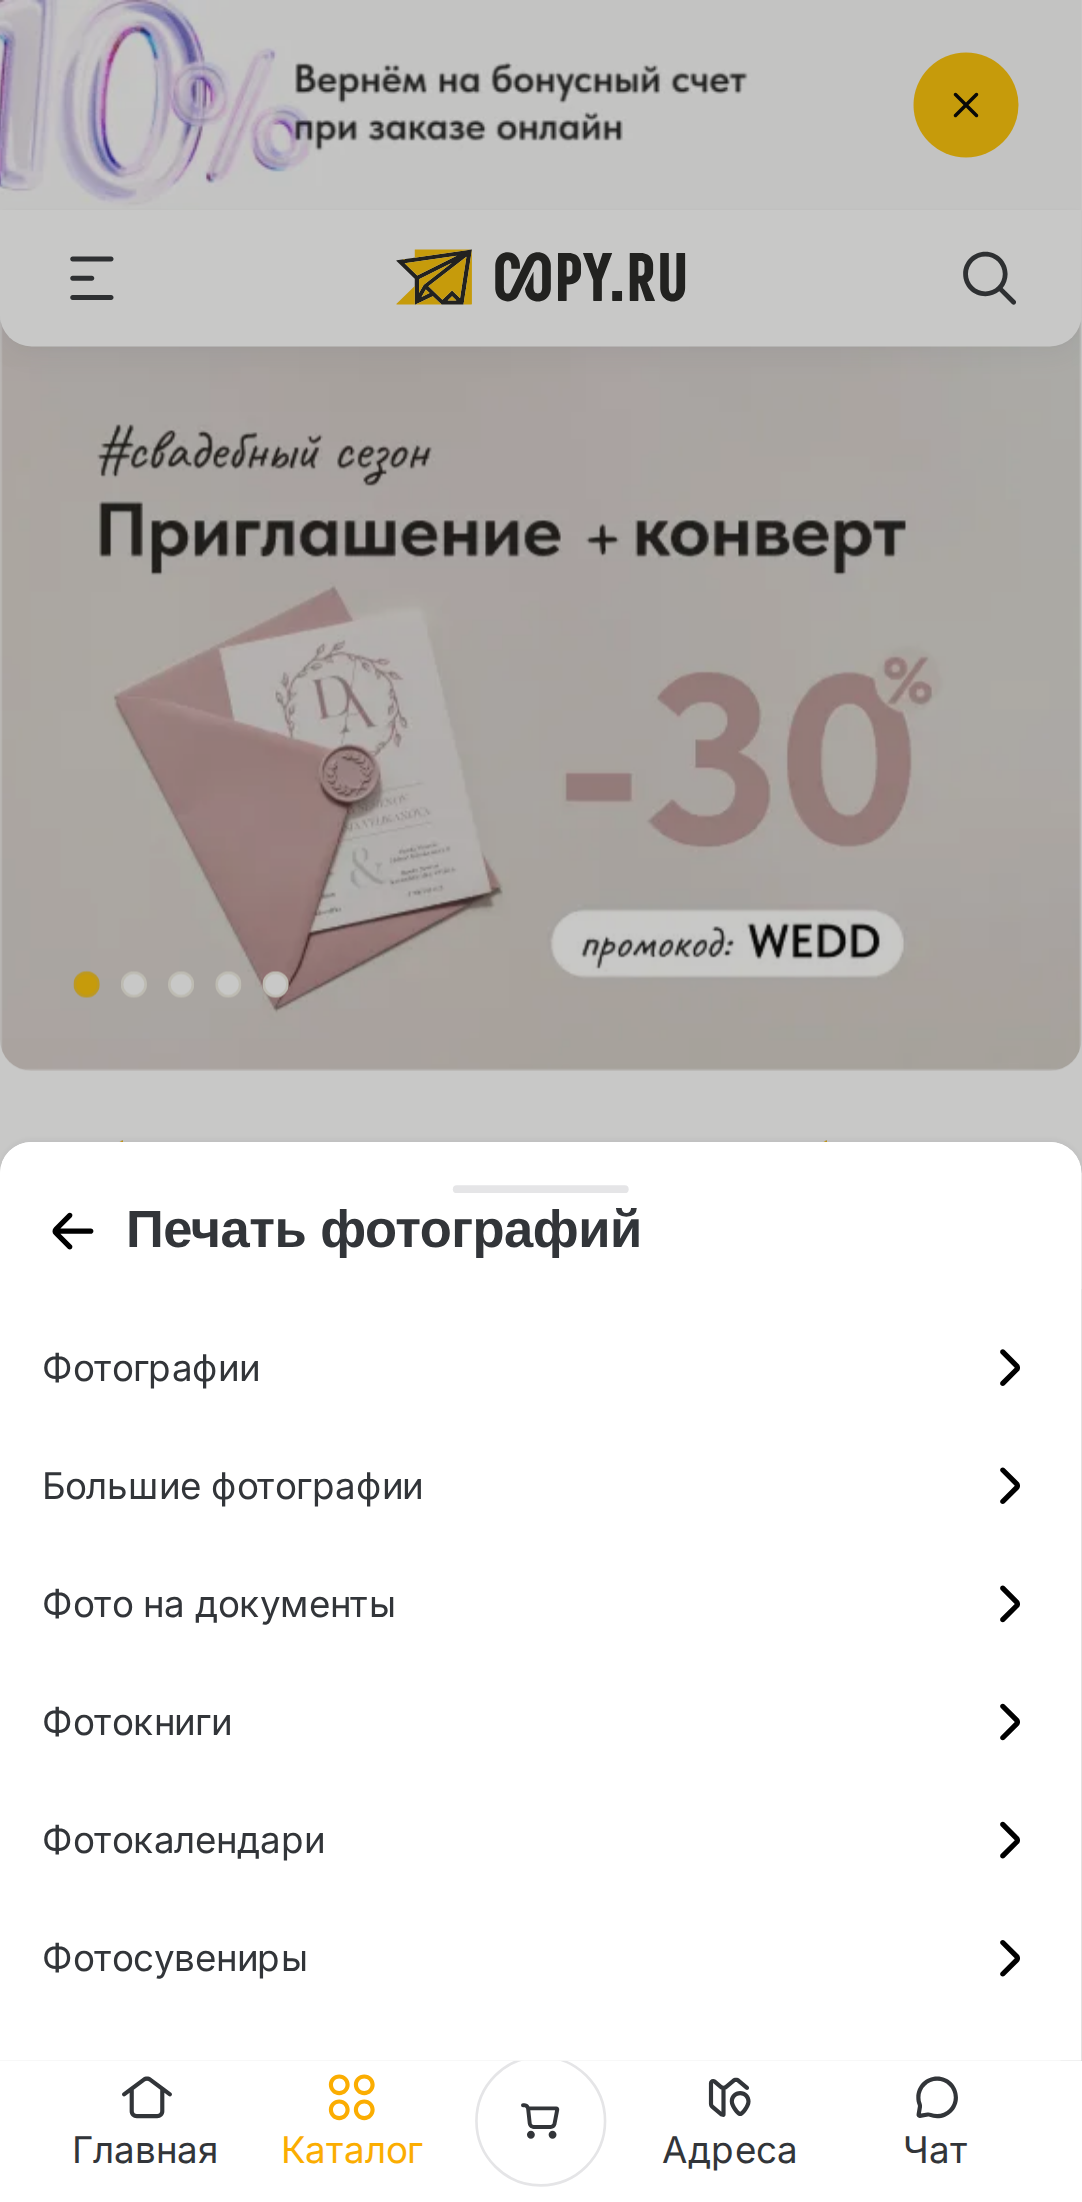 10%
Вернём на бонусный счет
при заказе онлайн
COPY.RU
#свадебный сезон
Приглашение + конверт
DA
&
-30%
промокод: WEDD
Печать фотографий
Фотографии
Большие фотографии
Фото на документы
Фотокниги
Фотокалендари
Фотосувениры
Главная
Каталог
Адреса
Чат